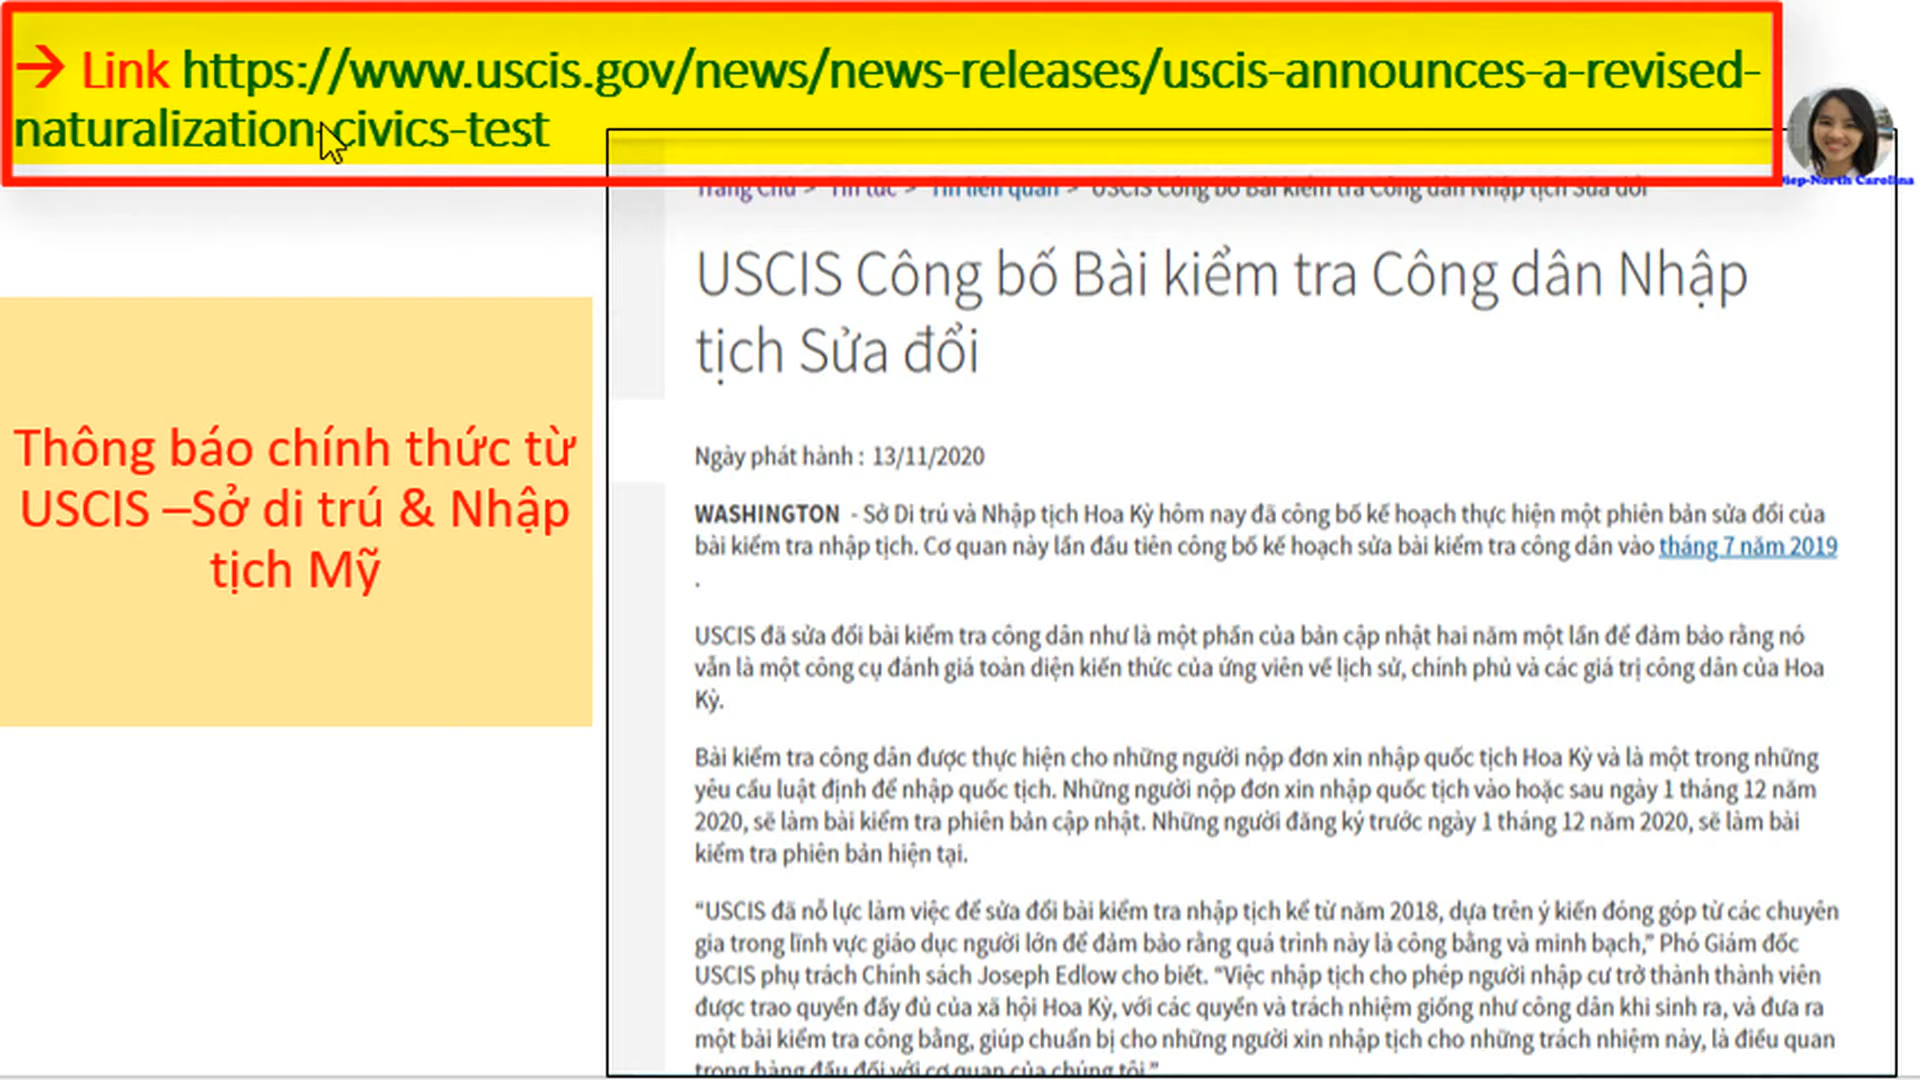 → Link https://www.uscis.gov/news/news-releases/uscis-announces-a-revised-
naturalization-civics-test
Diep-North Carolina
Trang Chủ > Tin tức > Tin liên quan > USCIS Công bố Bài kiểm tra Công dân Nhập tịch Sửa đổi
USCIS Công bố Bài kiểm tra Công dân Nhập
tịch Sửa đổi
Thông báo chính thức từ
USCIS –Sở di trú & Nhập
tịch Mỹ
Ngày phát hành : 13/11/2020
WASHINGTON - Sở Di trú và Nhập tịch Hoa Kỳ hôm nay đã công bố kế hoạch thực hiện một phiên bản sửa đổi của
bài kiểm tra nhập tịch. Cơ quan này lần đầu tiên công bố kế hoạch sửa bài kiểm tra công dân vào tháng 7 năm 2019
.
USCIS đã sửa đổi bài kiểm tra công dân như là một phần của bản cập nhật hai năm một lần để đảm bảo rằng nó
vẫn là một công cụ đánh giá toàn diện kiến thức của ứng viên về lịch sử, chính phủ và các giá trị công dân của Hoa
Kỳ.
Bài kiểm tra công dân được thực hiện cho những người nộp đơn xin nhập quốc tịch Hoa Kỳ và là một trong những
yêu cầu luật định để nhập quốc tịch. Những người nộp đơn xin nhập quốc tịch vào hoặc sau ngày 1 tháng 12 năm
2020, sẽ làm bài kiểm tra phiên bản cập nhật. Những người đăng ký trước ngày 1 tháng 12 năm 2020, sẽ làm bài
kiểm tra phiên bản hiện tại.
“USCIS đã nỗ lực làm việc để sửa đổi bài kiểm tra nhập tịch kể từ năm 2018, dựa trên ý kiến đóng góp từ các chuyên
gia trong lĩnh vực giáo dục người lớn để đảm bảo rằng quá trình này là công bằng và minh bạch,” Phó Giám đốc
USCIS phụ trách Chính sách Joseph Edlow cho biết. “Việc nhập tịch cho phép người nhập cư trở thành thành viên
được trao quyền đầy đủ của xã hội Hoa Kỳ, với các quyền và trách nhiệm giống như công dân khi sinh ra, và đưa ra
một bài kiểm tra công bằng, giúp chuẩn bị cho những người xin nhập tịch cho những trách nhiệm này, là điều quan
trọng hàng đầu đối với cơ quan của chúng tôi.”